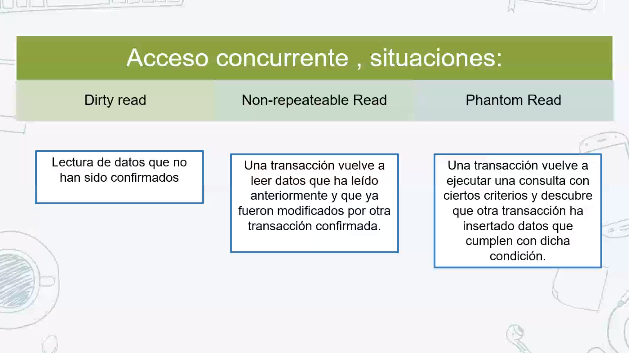 Acceso concurrente , situaciones:
Dirty read
Non-repeateable Read
Phantom Read
Lectura de datos que no
han sido confirmados
Una transacción vuelve a
leer datos que ha leído
anteriormente y que ya
fueron modificados por otra
transacción confirmada.
Una transacción vuelve a
ejecutar una consulta con
ciertos criterios y descubre
que otra transacción ha
insertado datos que
cumplen con dicha
condición.